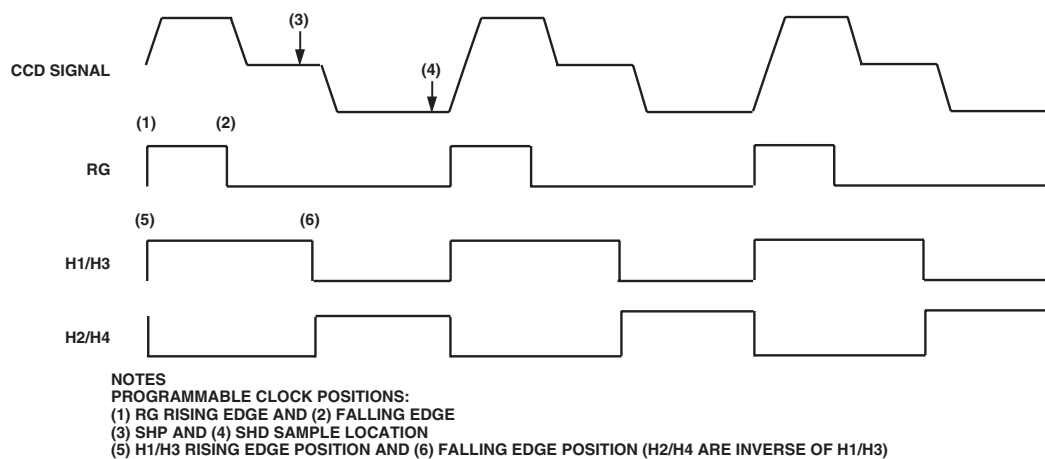 (3)
CCD SIGNAL
(4)
(1)
(2)
RG
(5)
(6)
H1/H3
H2/H4
NOTES
PROGRAMMABLE CLOCK POSITIONS:
(1) RG RISING EDGE AND (2) FALLING EDGE
(3) SHP AND (4) SHD SAMPLE LOCATION
(5) H1/H3 RISING EDGE POSITION AND (6) FALLING EDGE POSITION (H2/H4 ARE INVERSE OF H1/H3)